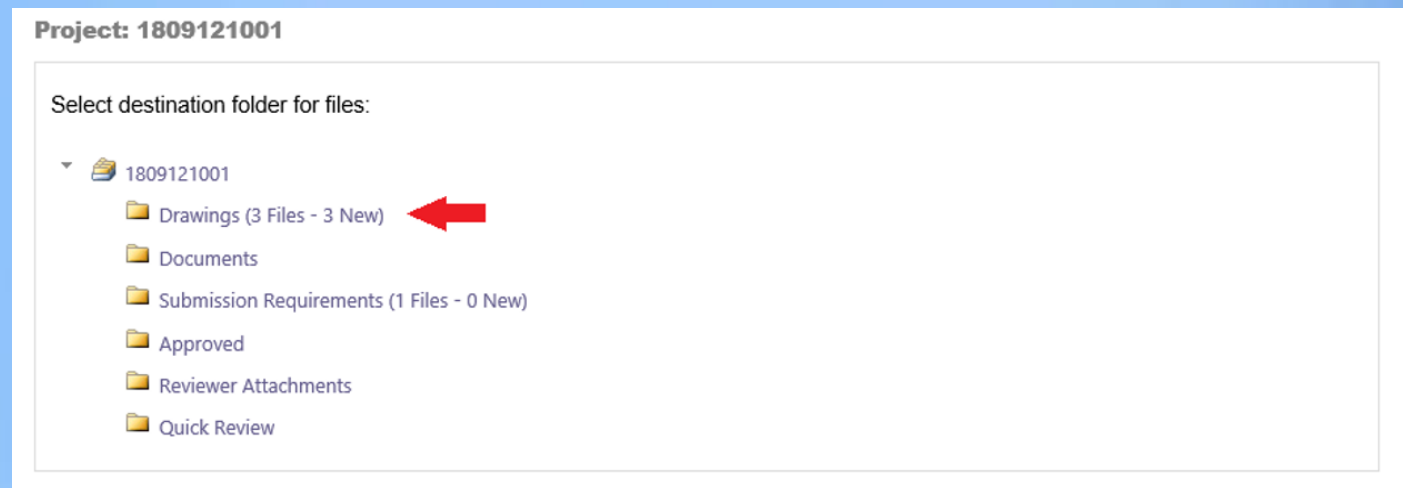 Project: 1809121001
Select destination folder for files:
1809121001
Drawings (3 Files - 3 New)
Documents
Submission Requirements (1 Files - 0 New)
Approved
Reviewer Attachments
Quick Review